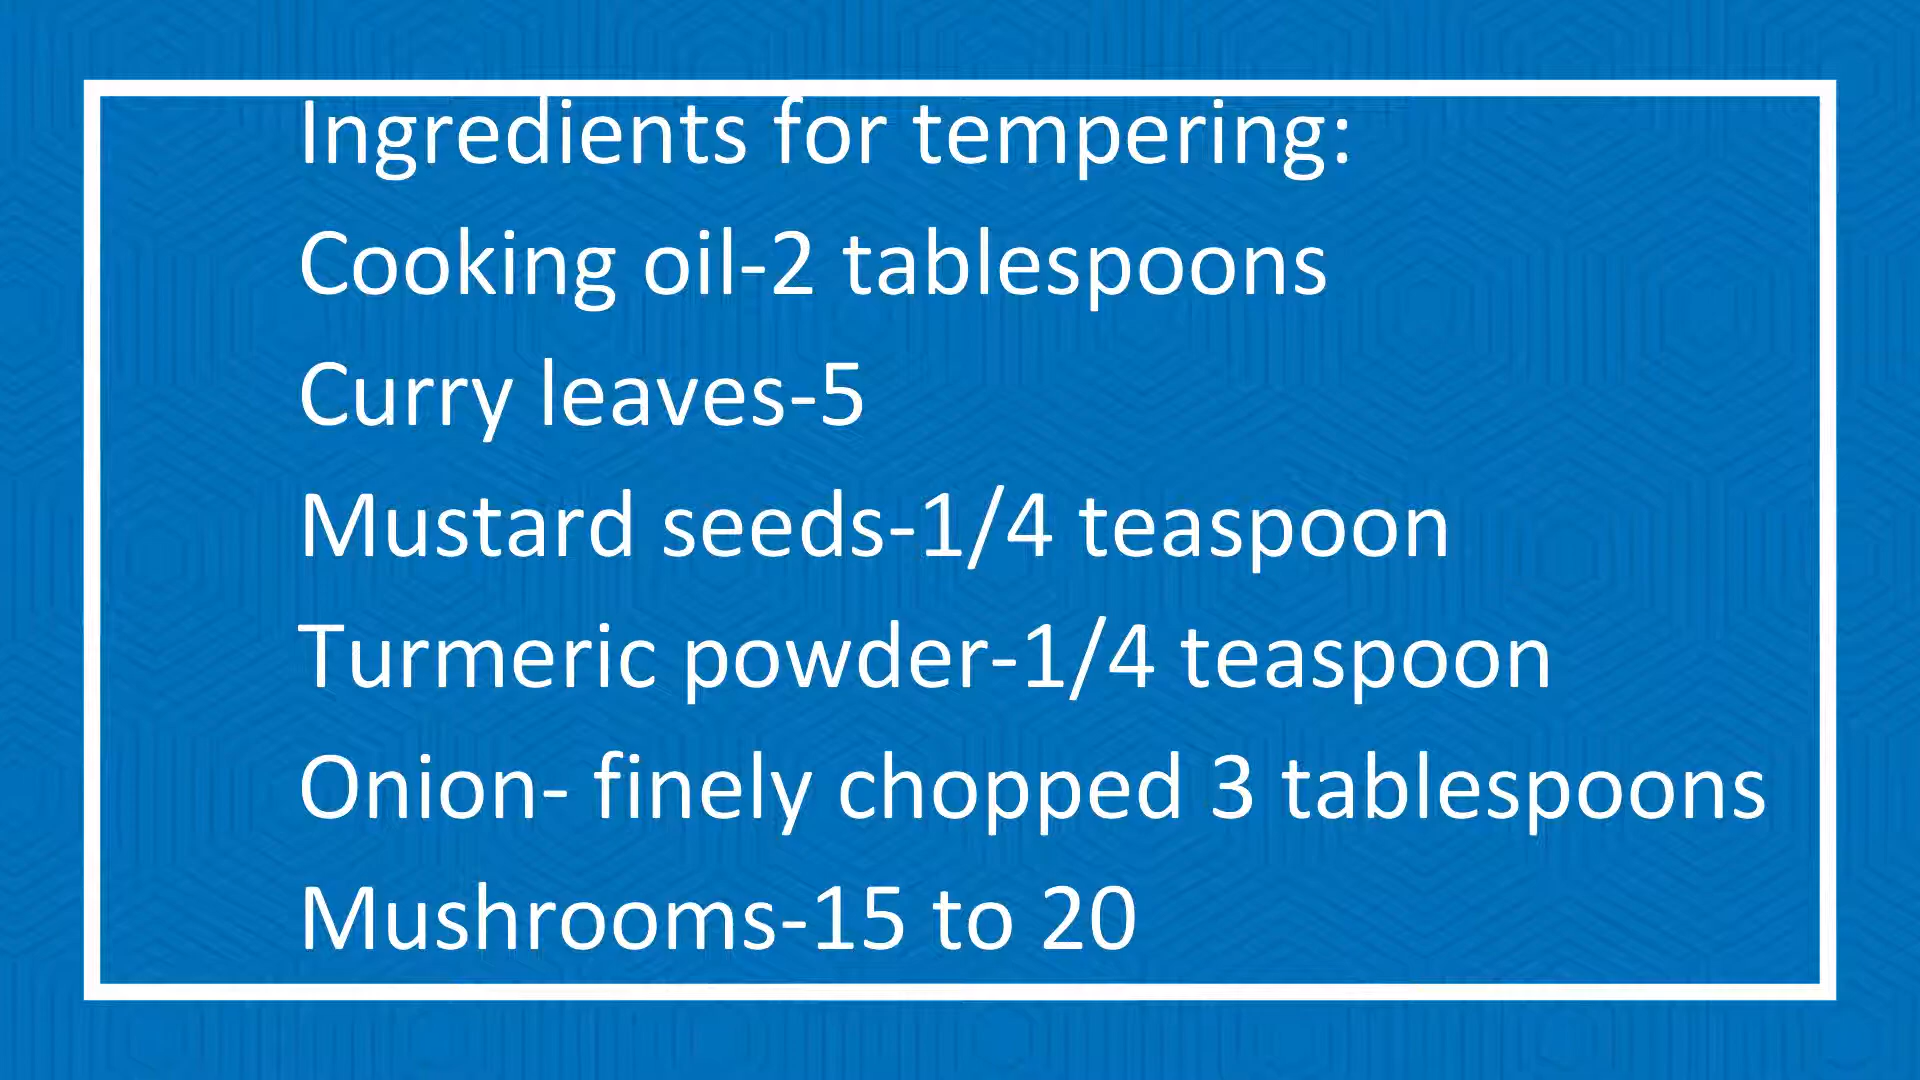 Ingredients for tempering:
Cooking oil-2 tablespoons
Curry leaves-5
Mustard seeds-1/4 teaspoon
Turmeric powder-1/4 teaspoon
Onion- finely chopped 3 tablespoons
Mushrooms-15 to 20